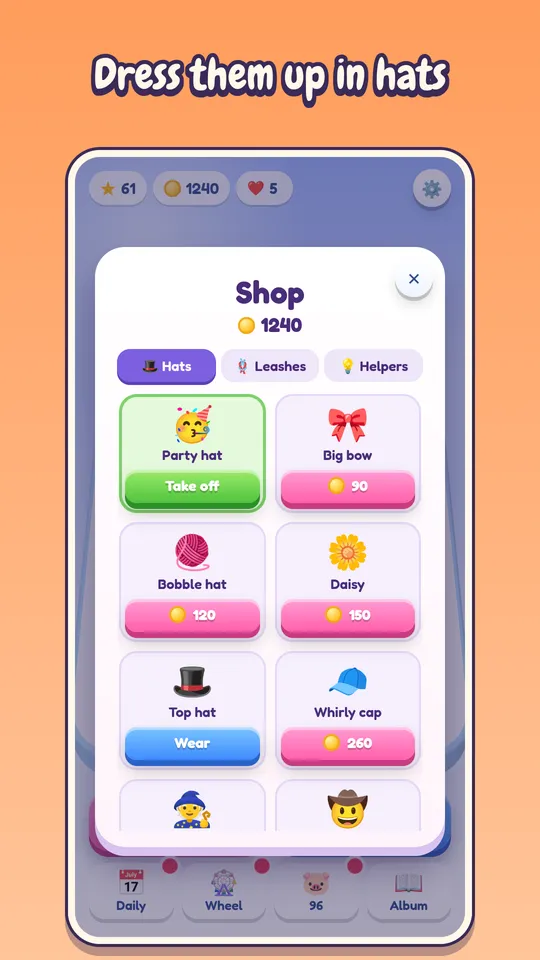 Dress them up in hats
61 1240 5
Shop
1240
Hats Leashes Helpers
Party hat Big bow
Take off 90
Bobble hat Daisy
120 150
Top hat Whirly cap
Wear 260
July
17
Daily Wheel 96 Album